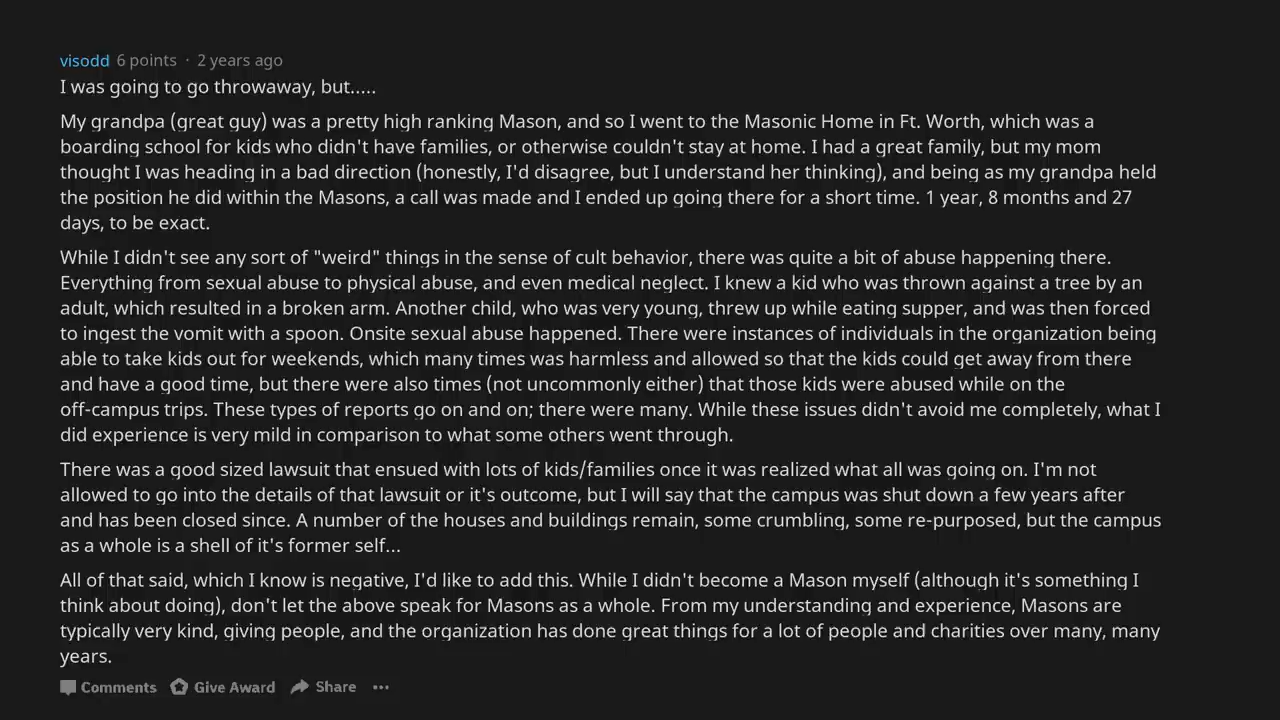 visodd 6 points · 2 years ago
I was going to go throwaway, but.....
My grandpa (great guy) was a pretty high ranking Mason, and so I went to the Masonic Home in Ft. Worth, which was a
boarding school for kids who didn't have families, or otherwise couldn't stay at home. I had a great family, but my mom
thought I was heading in a bad direction (honestly, I'd disagree, but I understand her thinking), and being as my grandpa held
the position he did within the Masons, a call was made and I ended up going there for a short time. 1 year, 8 months and 27
days, to be exact.
While I didn't see any sort of "weird" things in the sense of cult behavior, there was quite a bit of abuse happening there.
Everything from sexual abuse to physical abuse, and even medical neglect. I knew a kid who was thrown against a tree by an
adult, which resulted in a broken arm. Another child, who was very young, threw up while eating supper, and was then forced
to ingest the vomit with a spoon. Onsite sexual abuse happened. There were instances of individuals in the organization being
able to take kids out for weekends, which many times was harmless and allowed so that the kids could get away from there
and have a good time, but there were also times (not uncommonly either) that those kids were abused while on the
off-campus trips. These types of reports go on and on; there were many. While these issues didn't avoid me completely, what I
did experience is very mild in comparison to what some others went through.
There was a good sized lawsuit that ensued with lots of kids/families once it was realized what all was going on. I'm not
allowed to go into the details of that lawsuit or it's outcome, but I will say that the campus was shut down a few years after
and has been closed since. A number of the houses and buildings remain, some crumbling, some re-purposed, but the campus
as a whole is a shell of it's former self...
All of that said, which I know is negative, I'd like to add this. While I didn't become a Mason myself (although it's something I
think about doing), don't let the above speak for Masons as a whole. From my understanding and experience, Masons are
typically very kind, giving people, and the organization has done great things for a lot of people and charities over many, many
years.
Comments Give Award Share ···